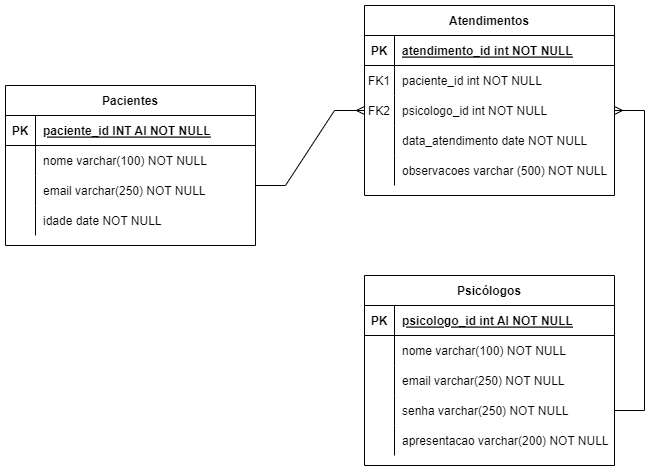 Atendimentos
PK atendimento_id int NOT NULL
FK1 paciente_id int NOT NULL
FK2 psicologo_id int NOT NULL
data_atendimento date NOT NULL
observacoes varchar (500) NOT NULL
Pacientes
PK paciente_id INT AI NOT NULL
nome varchar(100) NOT NULL
email varchar(250) NOT NULL
idade date NOT NULL
Psicólogos
PK psicologo_id int AI NOT NULL
nome varchar(100) NOT NULL
email varchar(250) NOT NULL
senha varchar(250) NOT NULL
apresentacao varchar(200) NOT NULL